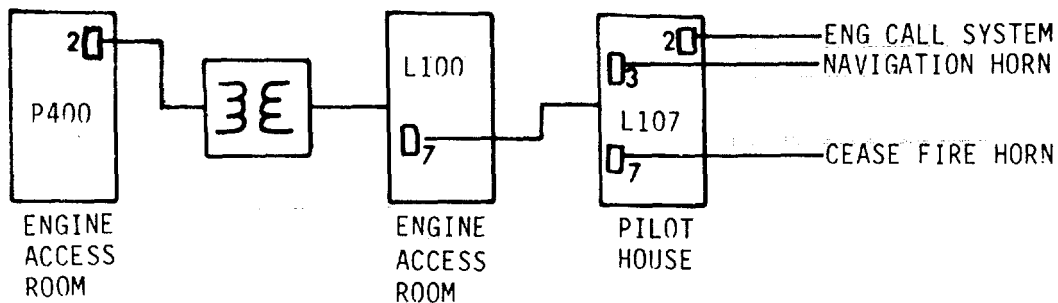 2
P400
ENGINE
ACCESS
ROOM
L100
7
ENGINE
ACCESS
ROOM
2
3
L107
7
PILOT
HOUSE
ENG CALL SYSTEM
NAVIGATION HORN
CEASE FIRE HORN